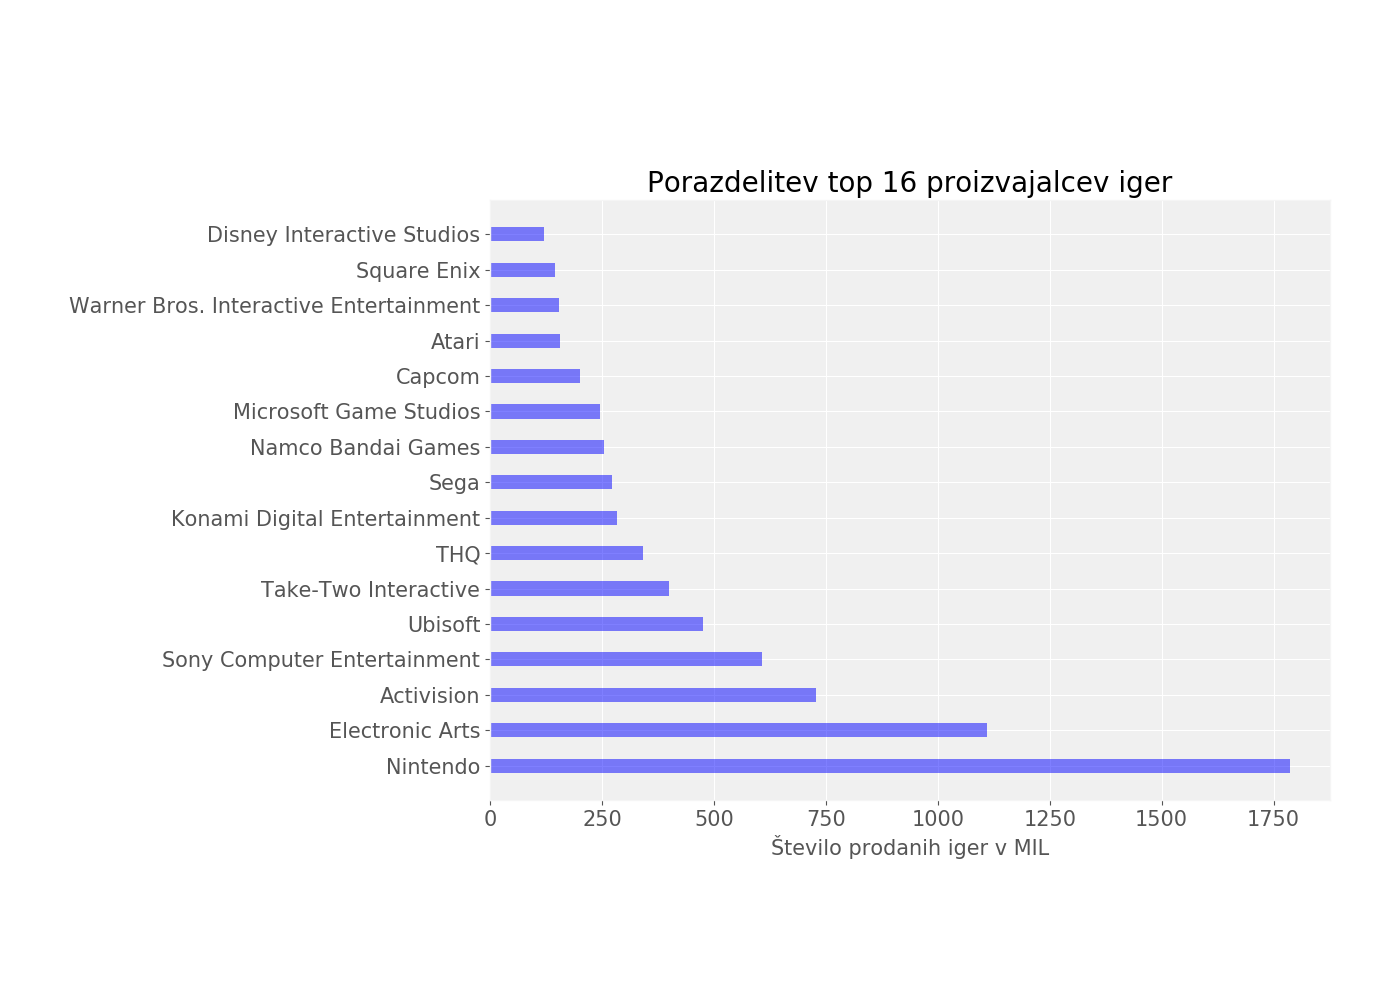 Porazdelitev top 16 proizvajalcev iger
Disney Interactive Studios
Square Enix
Warner Bros. Interactive Entertainment
Atari
Capcom
Microsoft Game Studios
Namco Bandai Games
Sega
Konami Digital Entertainment
THQ
Take-Two Interactive
Ubisoft
Sony Computer Entertainment
Activision
Electronic Arts
Nintendo
0 250 500 750 1000 1250 1500 1750
Število prodanih iger v MIL